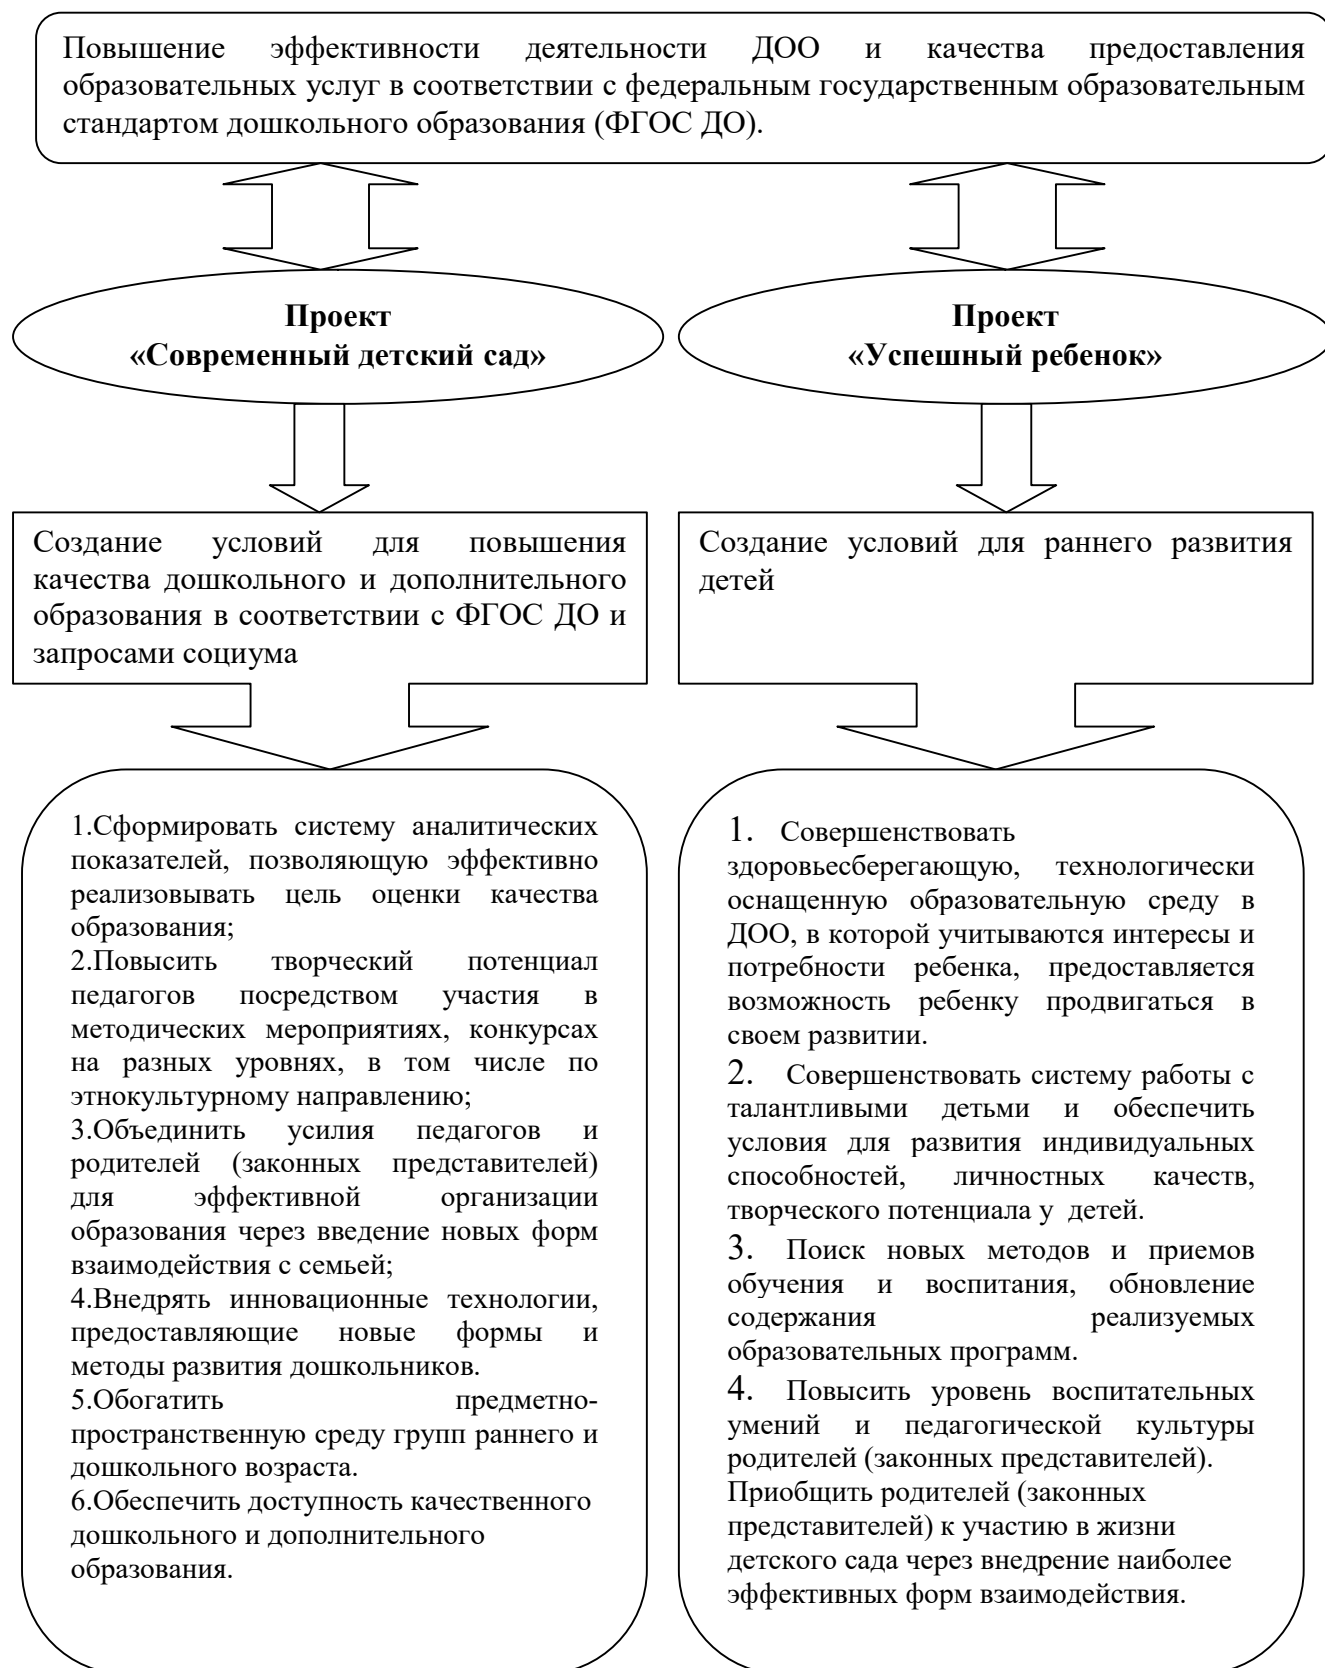 Повышение эффективности деятельности ДОО и качества предоставления
образовательных услуг в соответствии с федеральным государственным образовательным
стандартом дошкольного образования (ФГОС ДО).
Проект
«Современный детский сад»
Проект
«Успешный ребенок»
Создание условий для повышения
качества дошкольного и дополнительного
образования в соответствии с ФГОС ДО и
запросами социума
Создание условий для раннего развития
детей
1.Сформировать систему аналитических
показателей, позволяющую эффективно
реализовывать цель оценки качества
образования;
2.Повысить творческий потенциал
педагогов посредством участия в
методических мероприятиях, конкурсах
на разных уровнях, в том числе по
этнокультурному направлению;
3.Объединить усилия педагогов и
родителей (законных представителей)
для эффективной организации
образования через введение новых форм
взаимодействия с семьей;
4.Внедрять инновационные технологии,
предоставляющие новые формы и
методы развития дошкольников.
5.Обогатить предметно-
пространственную среду групп раннего и
дошкольного возраста.
6.Обеспечить доступность качественного
дошкольного и дополнительного
образования.
1. Совершенствовать
здоровьесберегающую, технологически
оснащенную образовательную среду в
ДОО, в которой учитываются интересы и
потребности ребенка, предоставляется
возможность ребенку продвигаться в
своем развитии.
2. Совершенствовать систему работы с
талантливыми детьми и обеспечить
условия для развития индивидуальных
способностей, личностных качеств,
творческого потенциала у детей.
3. Поиск новых методов и приемов
обучения и воспитания, обновление
содержания реализуемых
образовательных программ.
4. Повысить уровень воспитательных
умений и педагогической культуры
родителей (законных представителей).
Приобщить родителей (законных
представителей) к участию в жизни
детского сада через внедрение наиболее
эффективных форм взаимодействия.